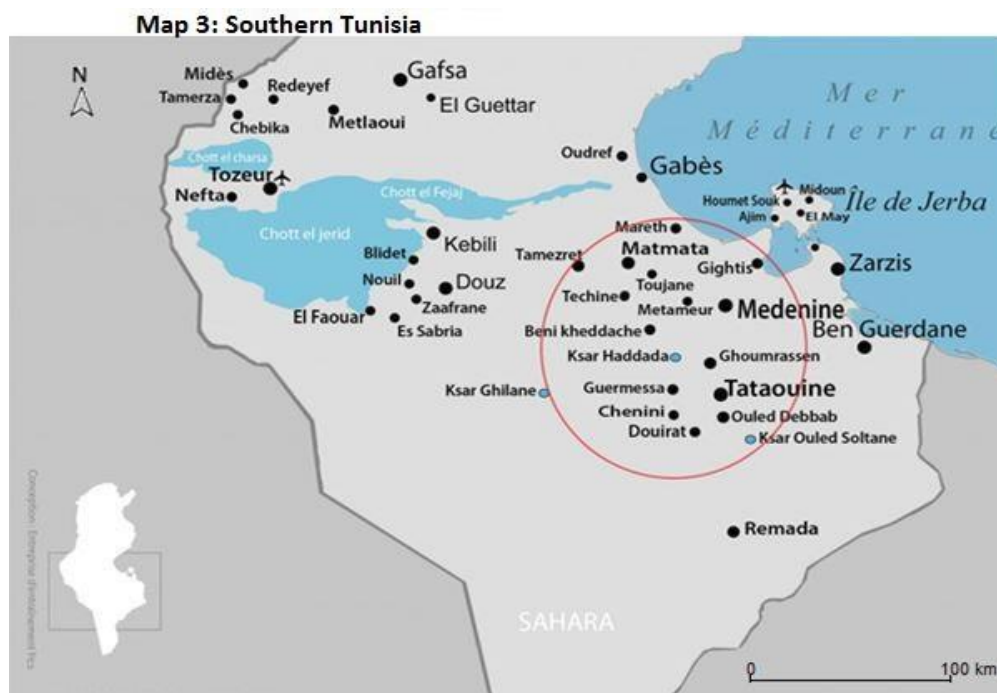 Map 3: Southern Tunisia
N
Midès
Redeyef
Gafsa
Tamerza
El Guettar
Chebika
Metlaoui
Mer
Méditerrane
Chott el charsa
Oudref
Gabès
Tozeur
Nefta
Chott el Fejaj
Houmet Souk
Midoun
Île de Jerba
Ajim
El May
Chott el jerid
Kebili
Mareth
Blidet
Tamezret
Matmata
Gightis
Zarzis
Nouil
Douz
Toujane
Techine
Zaafrane
Metameur
Medenine
El Faouar
Es Sabria
Beni kheddache
Ben Guerdane
Ksar Haddada
Ghoumrassen
Ksar Ghilane
Guermessa
Tataouine
Chenini
Ouled Debbab
Douirat
Ksar Ouled Soltane
Remada
SAHARA
0 100 km